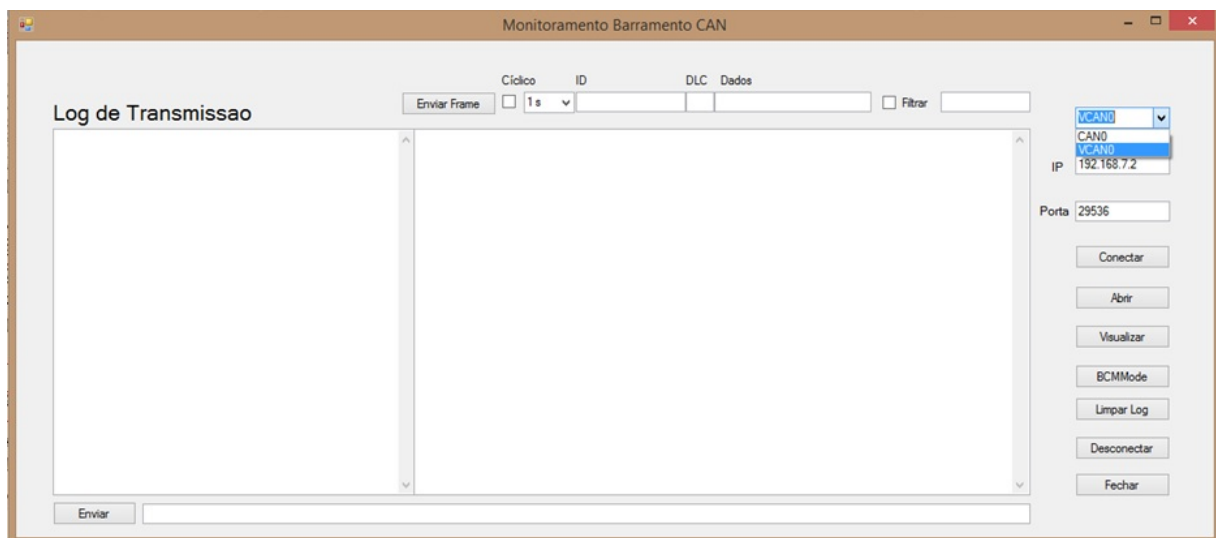 Monitoramento Barramento CAN
Cíclico ID DLC Dados
Enviar Frame 1 s Filtrar
Log de Transmissao
VCAN0
CAN0
VCAN0
IP 192.168.7.2
Porta 29536
Conectar
Abrir
Visualizar
BCMMode
Limpar Log
Desconectar
Fechar
Enviar